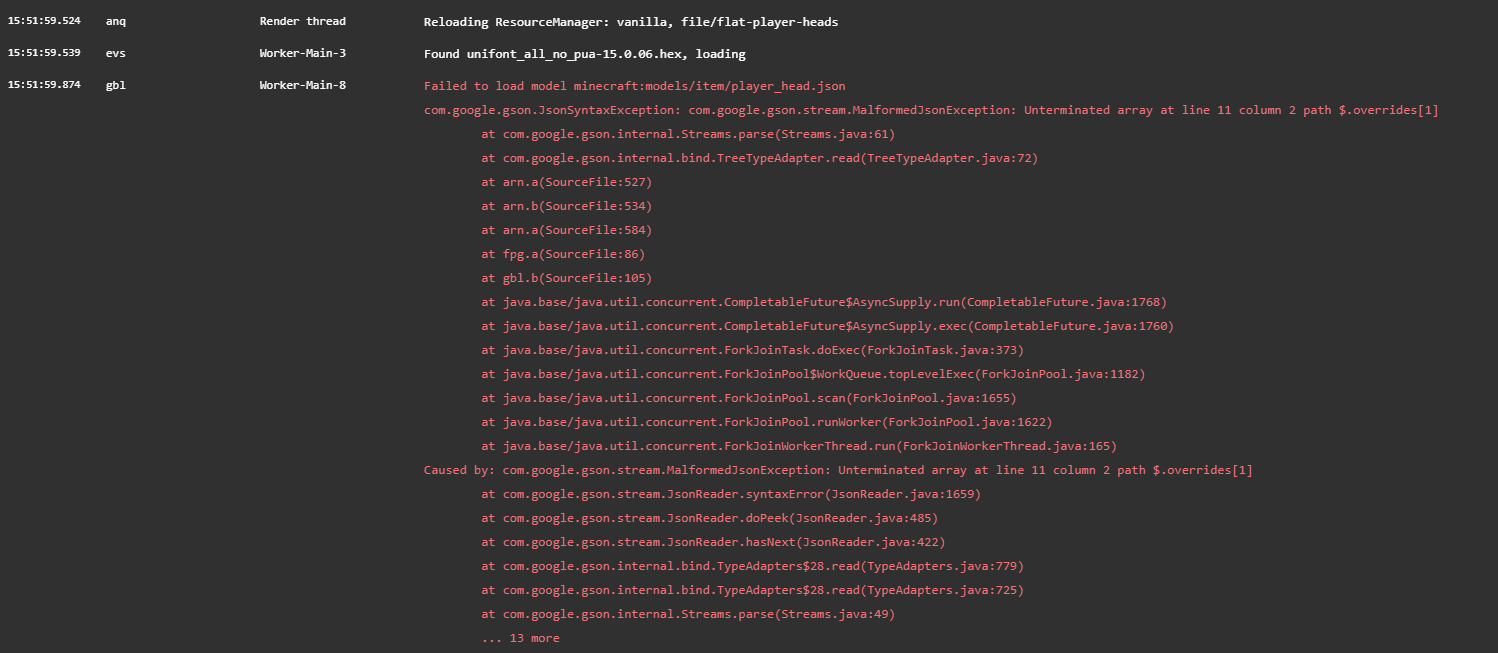 15:51:59.524 anq Render thread Reloading ResourceManager: vanilla, file/flat-player-heads
15:51:59.539 evs Worker-Main-3 Found unifont_all_no_pua-15.0.06.hex, loading
15:51:59.874 gbl Worker-Main-8 Failed to load model minecraft:models/item/player_head.json
com.google.gson.JsonSyntaxException: com.google.gson.stream.MalformedJsonException: Unterminated array at line 11 column 2 path $.overrides[1]
at com.google.gson.internal.Streams.parse(Streams.java:61)
at com.google.gson.internal.bind.TreeTypeAdapter.read(TreeTypeAdapter.java:72)
at arn.a(SourceFile:527)
at arn.b(SourceFile:534)
at arn.a(SourceFile:584)
at fpg.a(SourceFile:86)
at gbl.b(SourceFile:105)
at java.base/java.util.concurrent.CompletableFuture$AsyncSupply.run(CompletableFuture.java:1768)
at java.base/java.util.concurrent.CompletableFuture$AsyncSupply.exec(CompletableFuture.java:1760)
at java.base/java.util.concurrent.ForkJoinTask.doExec(ForkJoinTask.java:373)
at java.base/java.util.concurrent.ForkJoinPool$WorkQueue.topLevelExec(ForkJoinPool.java:1182)
at java.base/java.util.concurrent.ForkJoinPool.scan(ForkJoinPool.java:1655)
at java.base/java.util.concurrent.ForkJoinPool.runWorker(ForkJoinPool.java:1622)
at java.base/java.util.concurrent.ForkJoinWorkerThread.run(ForkJoinWorkerThread.java:165)
Caused by: com.google.gson.stream.MalformedJsonException: Unterminated array at line 11 column 2 path $.overrides[1]
at com.google.gson.stream.JsonReader.syntaxError(JsonReader.java:1659)
at com.google.gson.stream.JsonReader.doPeek(JsonReader.java:485)
at com.google.gson.stream.JsonReader.hasNext(JsonReader.java:422)
at com.google.gson.internal.bind.TypeAdapters$28.read(TypeAdapters.java:779)
at com.google.gson.internal.bind.TypeAdapters$28.read(TypeAdapters.java:725)
at com.google.gson.internal.Streams.parse(Streams.java:49)
... 13 more